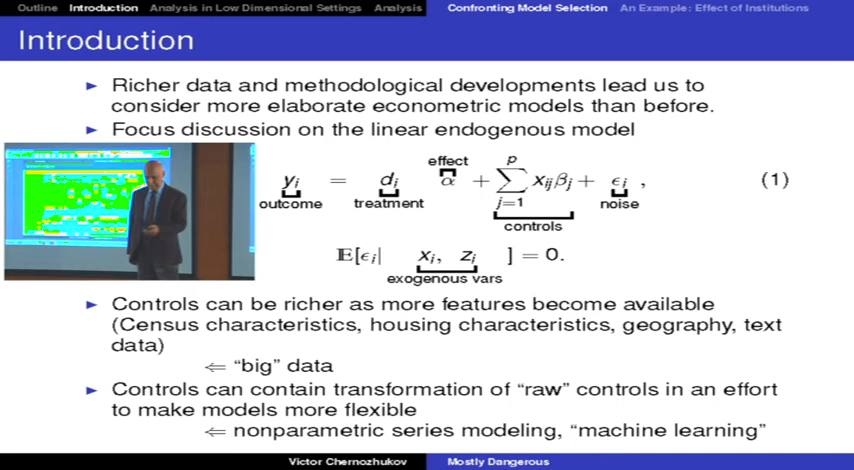 Outline Introduction Analysis in Low Dimensional Settings Analysis Confronting Model Selection An Example: Effect of Institutions
Introduction
► Richer data and methodological developments lead us to
consider more elaborate econometric models than before.
► Focus discussion on the linear endogenous model
effect p
y_i = d_i α + ∑ x_ij β_j + ϵ_i , (1)
outcome treatment j=1 noise
controls
𝔼[ϵ_i| x_i, z_i ] = 0.
exogenous vars
► Controls can be richer as more features become available
(Census characteristics, housing characteristics, geography, text
data)
⇐ “big” data
► Controls can contain transformation of “raw” controls in an effort
to make models more flexible
⇐ nonparametric series modeling, “machine learning”
Victor Chernozhukov Mostly Dangerous